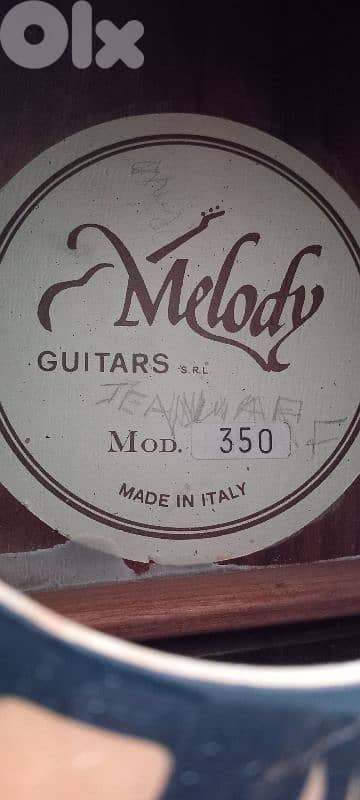 OLX
Melody
GUITARS S.R.L.
MOD. 350
MADE IN ITALY